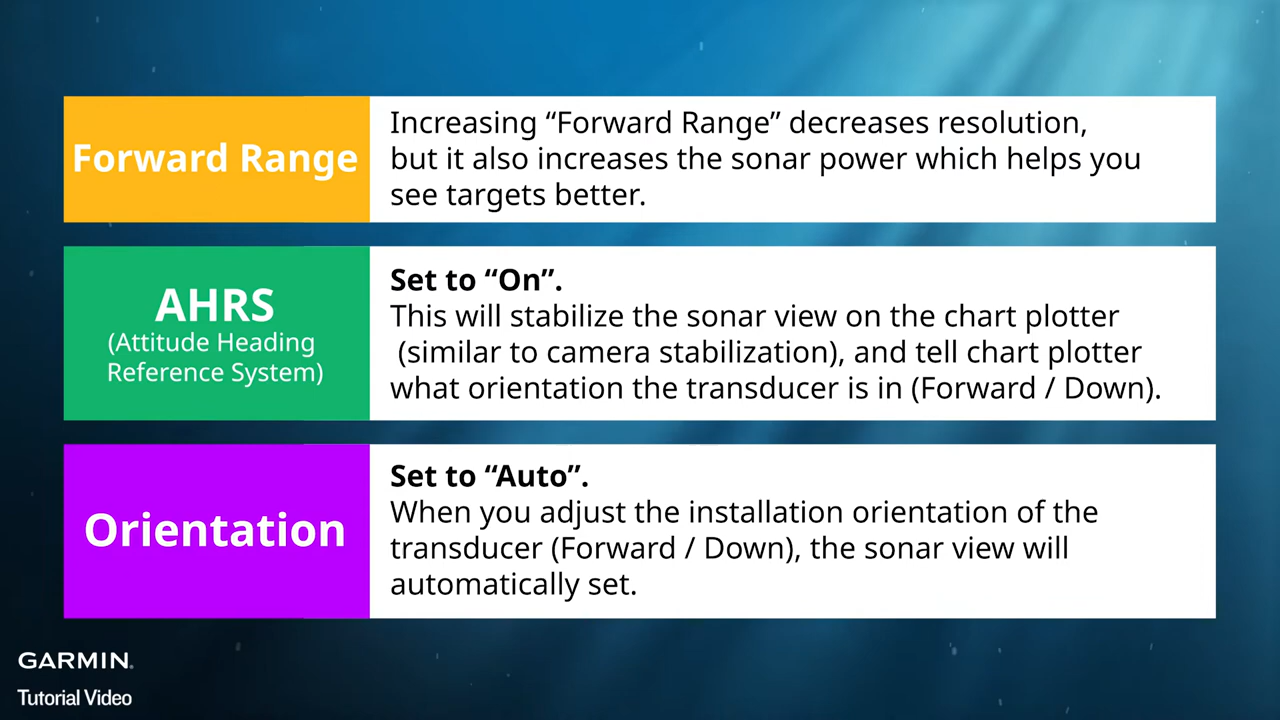 Forward Range
Increasing “Forward Range” decreases resolution,
but it also increases the sonar power which helps you
see targets better.
AHRS
(Attitude Heading
Reference System)
Set to “On”.
This will stabilize the sonar view on the chart plotter
(similar to camera stabilization), and tell chart plotter
what orientation the transducer is in (Forward / Down).
Orientation
Set to “Auto”.
When you adjust the installation orientation of the
transducer (Forward / Down), the sonar view will
automatically set.
GARMIN.
Tutorial Video